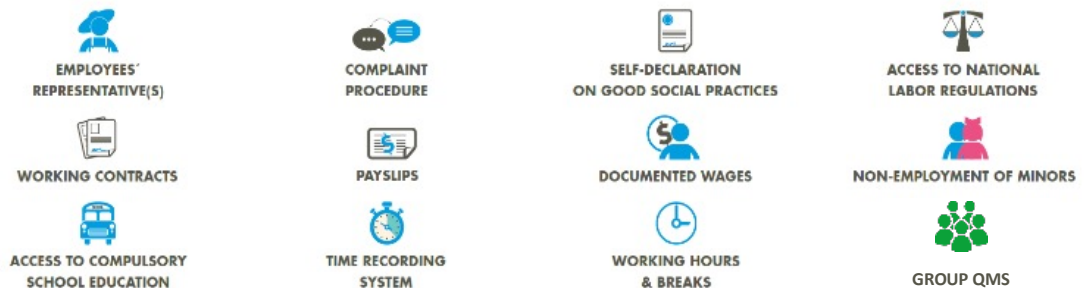 EMPLOYEES´
REPRESENTATIVE(S)
COMPLAINT
PROCEDURE
SELF-DECLARATION
ON GOOD SOCIAL PRACTICES
ACCESS TO NATIONAL
LABOR REGULATIONS
WORKING CONTRACTS
PAYSLIPS
DOCUMENTED WAGES
NON-EMPLOYMENT OF MINORS
ACCESS TO COMPULSORY
SCHOOL EDUCATION
TIME RECORDING
SYSTEM
WORKING HOURS
& BREAKS
GROUP QMS